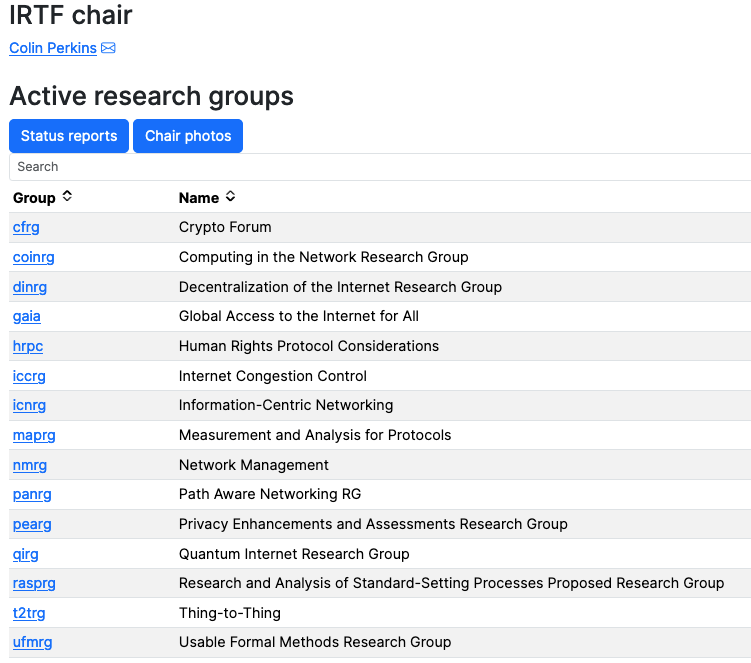 IRTF chair
Colin Perkins
Active research groups
Status reports Chair photos
Search
Group Name
cfrg Crypto Forum
coinrg Computing in the Network Research Group
dinrg Decentralization of the Internet Research Group
gaia Global Access to the Internet for All
hrpc Human Rights Protocol Considerations
iccrg Internet Congestion Control
icnrg Information-Centric Networking
maprg Measurement and Analysis for Protocols
nmrg Network Management
panrg Path Aware Networking RG
pearg Privacy Enhancements and Assessments Research Group
qirg Quantum Internet Research Group
rasprg Research and Analysis of Standard-Setting Processes Proposed Research Group
t2trg Thing-to-Thing
ufmrg Usable Formal Methods Research Group